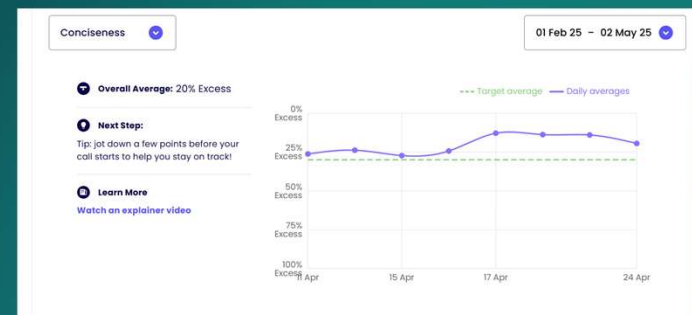 Conciseness
01 Feb 25 - 02 May 25
Overall Average: 20% Excess
Next Step:
Tip: jot down a few points before your
call starts to help you stay on track!
Learn More
Watch an explainer video
Target average
Daily averages
0%
Excess
25%
Excess
50%
Excess
75%
Excess
100%
Excess
11 Apr
15 Apr
17 Apr
24 Apr